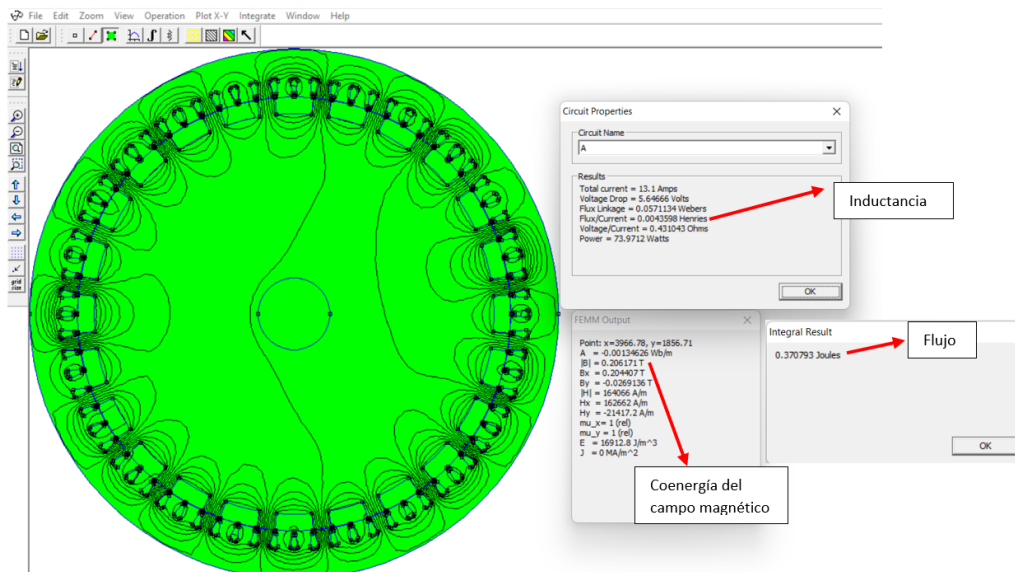 File Edit Zoom View Operation Plot X-Y Integrate Window Help
grid
size
Circuit Properties
Circuit Name
A
Results
Total current = 13.1 Amps
Voltage Drop = 5.64666 Volts
Flux Linkage = 0.0571134 Webers
Flux/Current = 0.0043598 Henries
Voltage/Current = 0.431043 Ohms
Power = 73.9712 Watts
OK
Inductancia
FEMM Output
Point: x=3966.78, y=1856.71
A = -0.00134626 Wb/m
|B| = 0.206171 T
Bx = 0.204407 T
By = -0.0269136 T
|H| = 164066 A/m
Hx = 162662 A/m
Hy = -21417.2 A/m
mu_x= 1 (rel)
mu_y = 1 (rel)
E = 16912.8 J/m^3
J = 0 MA/m^2
Integral Result
0.370793 Joules
OK
Flujo
Coenergía del
campo magnético